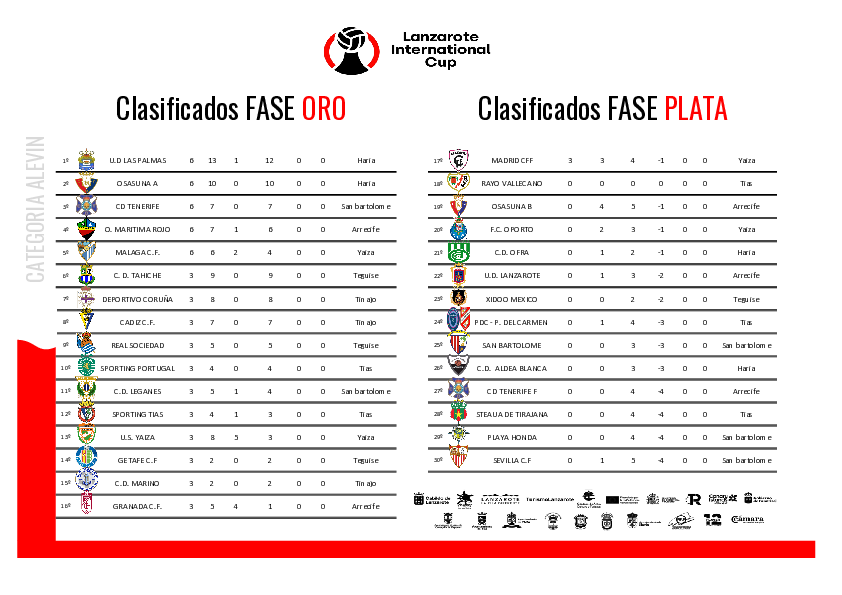 Lanzarote
International
Cup
Clasificados FASE ORO
Clasificados FASE PLATA
CATEGORIA ALEVIN
1º U.D LAS PALMAS 6 13 1 12 0 0 Haria
2º OSASUNA A 6 10 0 10 0 0 Haria
3º CD TENERIFE 6 7 0 7 0 0 San bartolome
4º O. MARITIMA ROJO 6 7 1 6 0 0 Arrecife
5º MALAGA C.F. 6 6 2 4 0 0 Yaiza
6º C. D. TAHICHE 3 9 0 9 0 0 Teguise
7º DEPORTIVO CORUÑA 3 8 0 8 0 0 Tinajo
8º CADIZ C.F. 3 7 0 7 0 0 Tinajo
9º REAL SOCIEDAD 3 5 0 5 0 0 Teguise
10º SPORTING PORTUGAL 3 4 0 4 0 0 Tias
11º C.D. LEGANES 3 5 1 4 0 0 San bartolome
12º SPORTING TIAS 3 4 1 3 0 0 Tias
13º U.S. YAIZA 3 8 5 3 0 0 Yaiza
14º GETAFE C.F 3 2 0 2 0 0 Teguise
15º C.D. MARINO 3 2 0 2 0 0 Tinajo
16º GRANADA C.F. 3 5 4 1 0 0 Arrecife
17º MADRID CFF 3 3 4 -1 0 0 Yaiza
18º RAYO VALLECANO 0 0 0 0 0 0 Tias
19º OSASUNA B 0 4 5 -1 0 0 Arrecife
20º F.C. OPORTO 0 2 3 -1 0 0 Yaiza
21º C.D. OFRA 0 1 2 -1 0 0 Haria
22º U.D. LANZAROTE 0 1 3 -2 0 0 Arrecife
23º XIDOO MEXICO 0 0 2 -2 0 0 Teguise
24º PDC - P. DEL CARMEN 0 1 4 -3 0 0 Tias
25º SAN BARTOLOME 0 0 3 -3 0 0 San bartolome
26º C.D. ALDEA BLANCA 0 0 3 -3 0 0 Haria
27º CD TENERIFE F 0 0 4 -4 0 0 Arrecife
28º STEAUA DE TIRAJANA 0 0 4 -4 0 0 Tias
29º PLAYA HONDA 0 0 4 -4 0 0 San bartolome
30º SEVILLA C.F 0 1 5 -4 0 0 San bartolome
Cabildo de
Lanzarote
LANZAROTE
TurismoLanzarote
Cámara